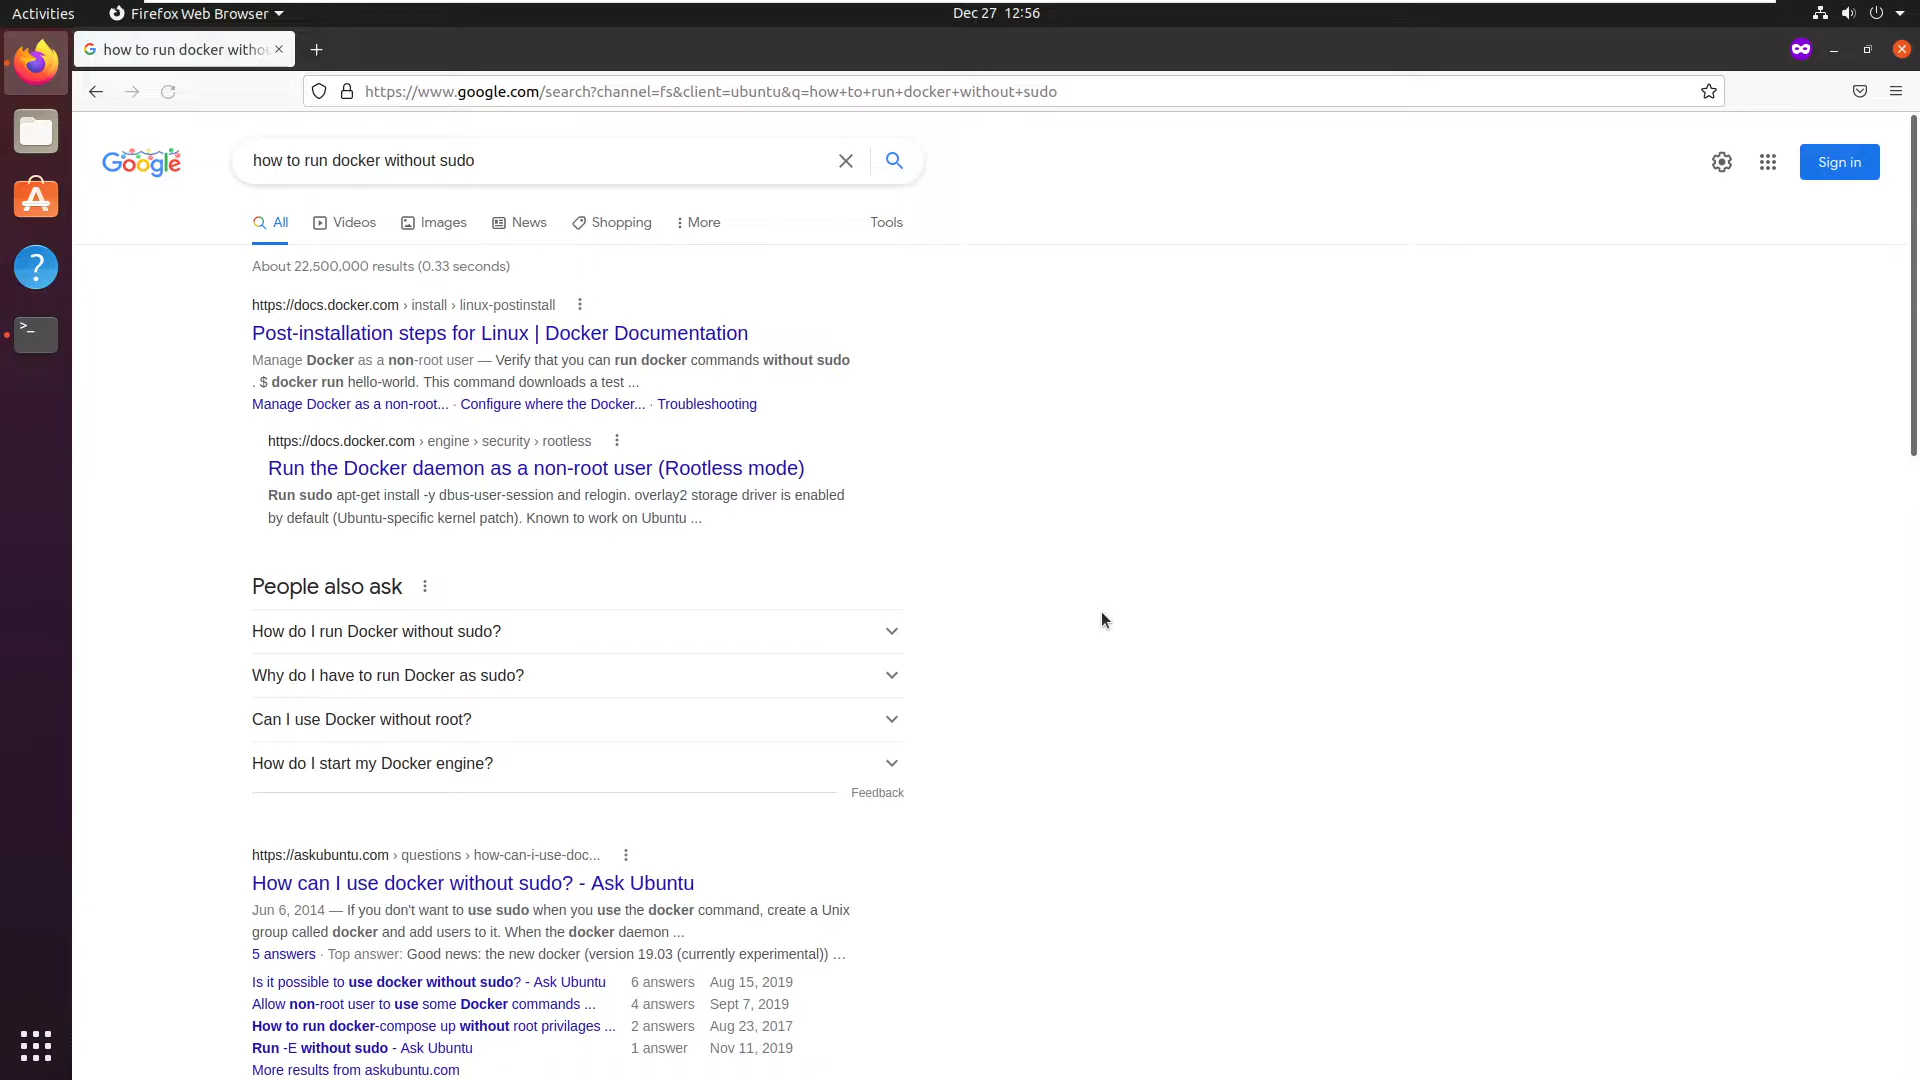 Activities
Firefox Web Browser
Dec 27 12:56
how to run docker witho
https://www.google.com/search?channel=fs&client=ubuntu&q=how+to+run+docker+without+sudo
Google
how to run docker without sudo
Sign in
All
Videos
Images
News
Shopping
More
Tools
About 22,500,000 results (0.33 seconds)
https://docs.docker.com › install › linux-postinstall
Post-installation steps for Linux | Docker Documentation
Manage Docker as a non-root user — Verify that you can run docker commands without sudo
. $ docker run hello-world. This command downloads a test ...
Manage Docker as a non-root... · Configure where the Docker... · Troubleshooting
https://docs.docker.com › engine › security › rootless
Run the Docker daemon as a non-root user (Rootless mode)
Run sudo apt-get install -y dbus-user-session and relogin. overlay2 storage driver is enabled
by default (Ubuntu-specific kernel patch). Known to work on Ubuntu ...
People also ask
How do I run Docker without sudo?
Why do I have to run Docker as sudo?
Can I use Docker without root?
How do I start my Docker engine?
Feedback
https://askubuntu.com › questions › how-can-i-use-doc...
How can I use docker without sudo? - Ask Ubuntu
Jun 6, 2014 — If you don't want to use sudo when you use the docker command, create a Unix
group called docker and add users to it. When the docker daemon ...
5 answers · Top answer: Good news: the new docker (version 19.03 (currently experimental)) ...
Is it possible to use docker without sudo? - Ask Ubuntu 6 answers Aug 15, 2019
Allow non-root user to use some Docker commands ... 4 answers Sept 7, 2019
How to run docker-compose up without root privilages ... 2 answers Aug 23, 2017
Run -E without sudo - Ask Ubuntu 1 answer Nov 11, 2019
More results from askubuntu.com